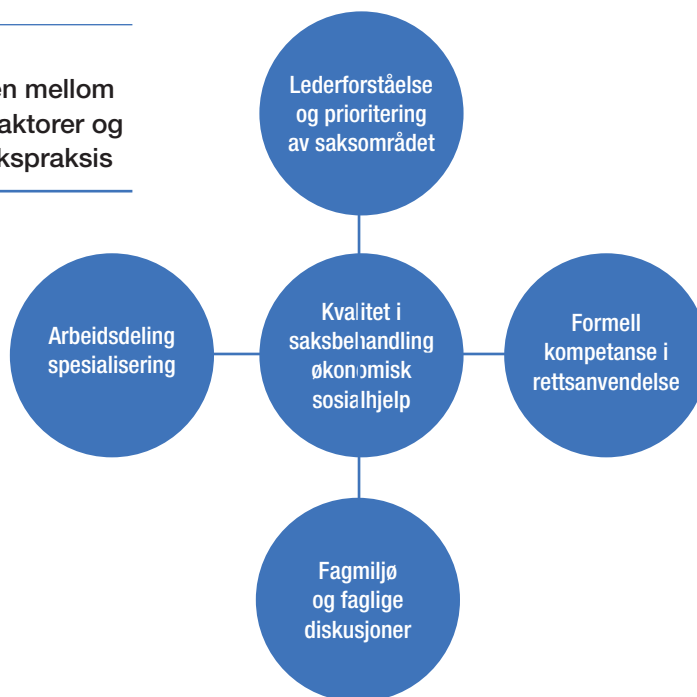 en mellom
aktorer og
kspraksis
Lederforståelse
og prioritering
av saksområdet
Arbeidsdeling
spesialisering
Kvalitet i
saksbehandling
økonomisk
sosialhjelp
Formell
kompetanse i
rettsanvendelse
Fagmiljø
og faglige
diskusjoner